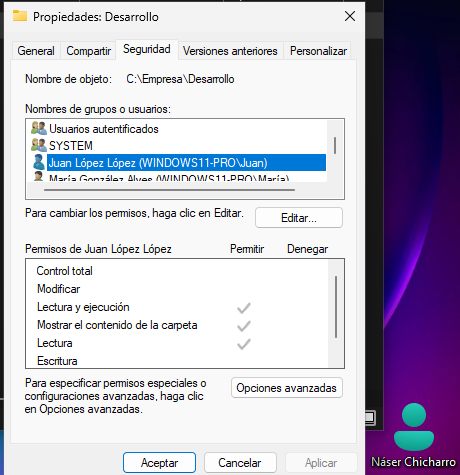 Propiedades: Desarrollo
General
Compartir
Seguridad
Versiones anteriores
Personalizar
Nombre de objeto: C:\Empresa\Desarrollo
Nombres de grupos o usuarios:
Usuarios autentificados
SYSTEM
Juan López López (WINDOWS11-PRO\Juan)
María González Alves (WINDOWS11-PRO\María)
Para cambiar los permisos, haga clic en Editar.
Editar...
Permisos de Juan López López Permitir Denegar
Control total
Modificar
Lectura y ejecución
Mostrar el contenido de la carpeta
Lectura
Escritura
Para especificar permisos especiales o
configuraciones avanzadas, haga clic
en Opciones avanzadas.
Opciones avanzadas
Aceptar
Cancelar
Aplicar
Náser Chicharro